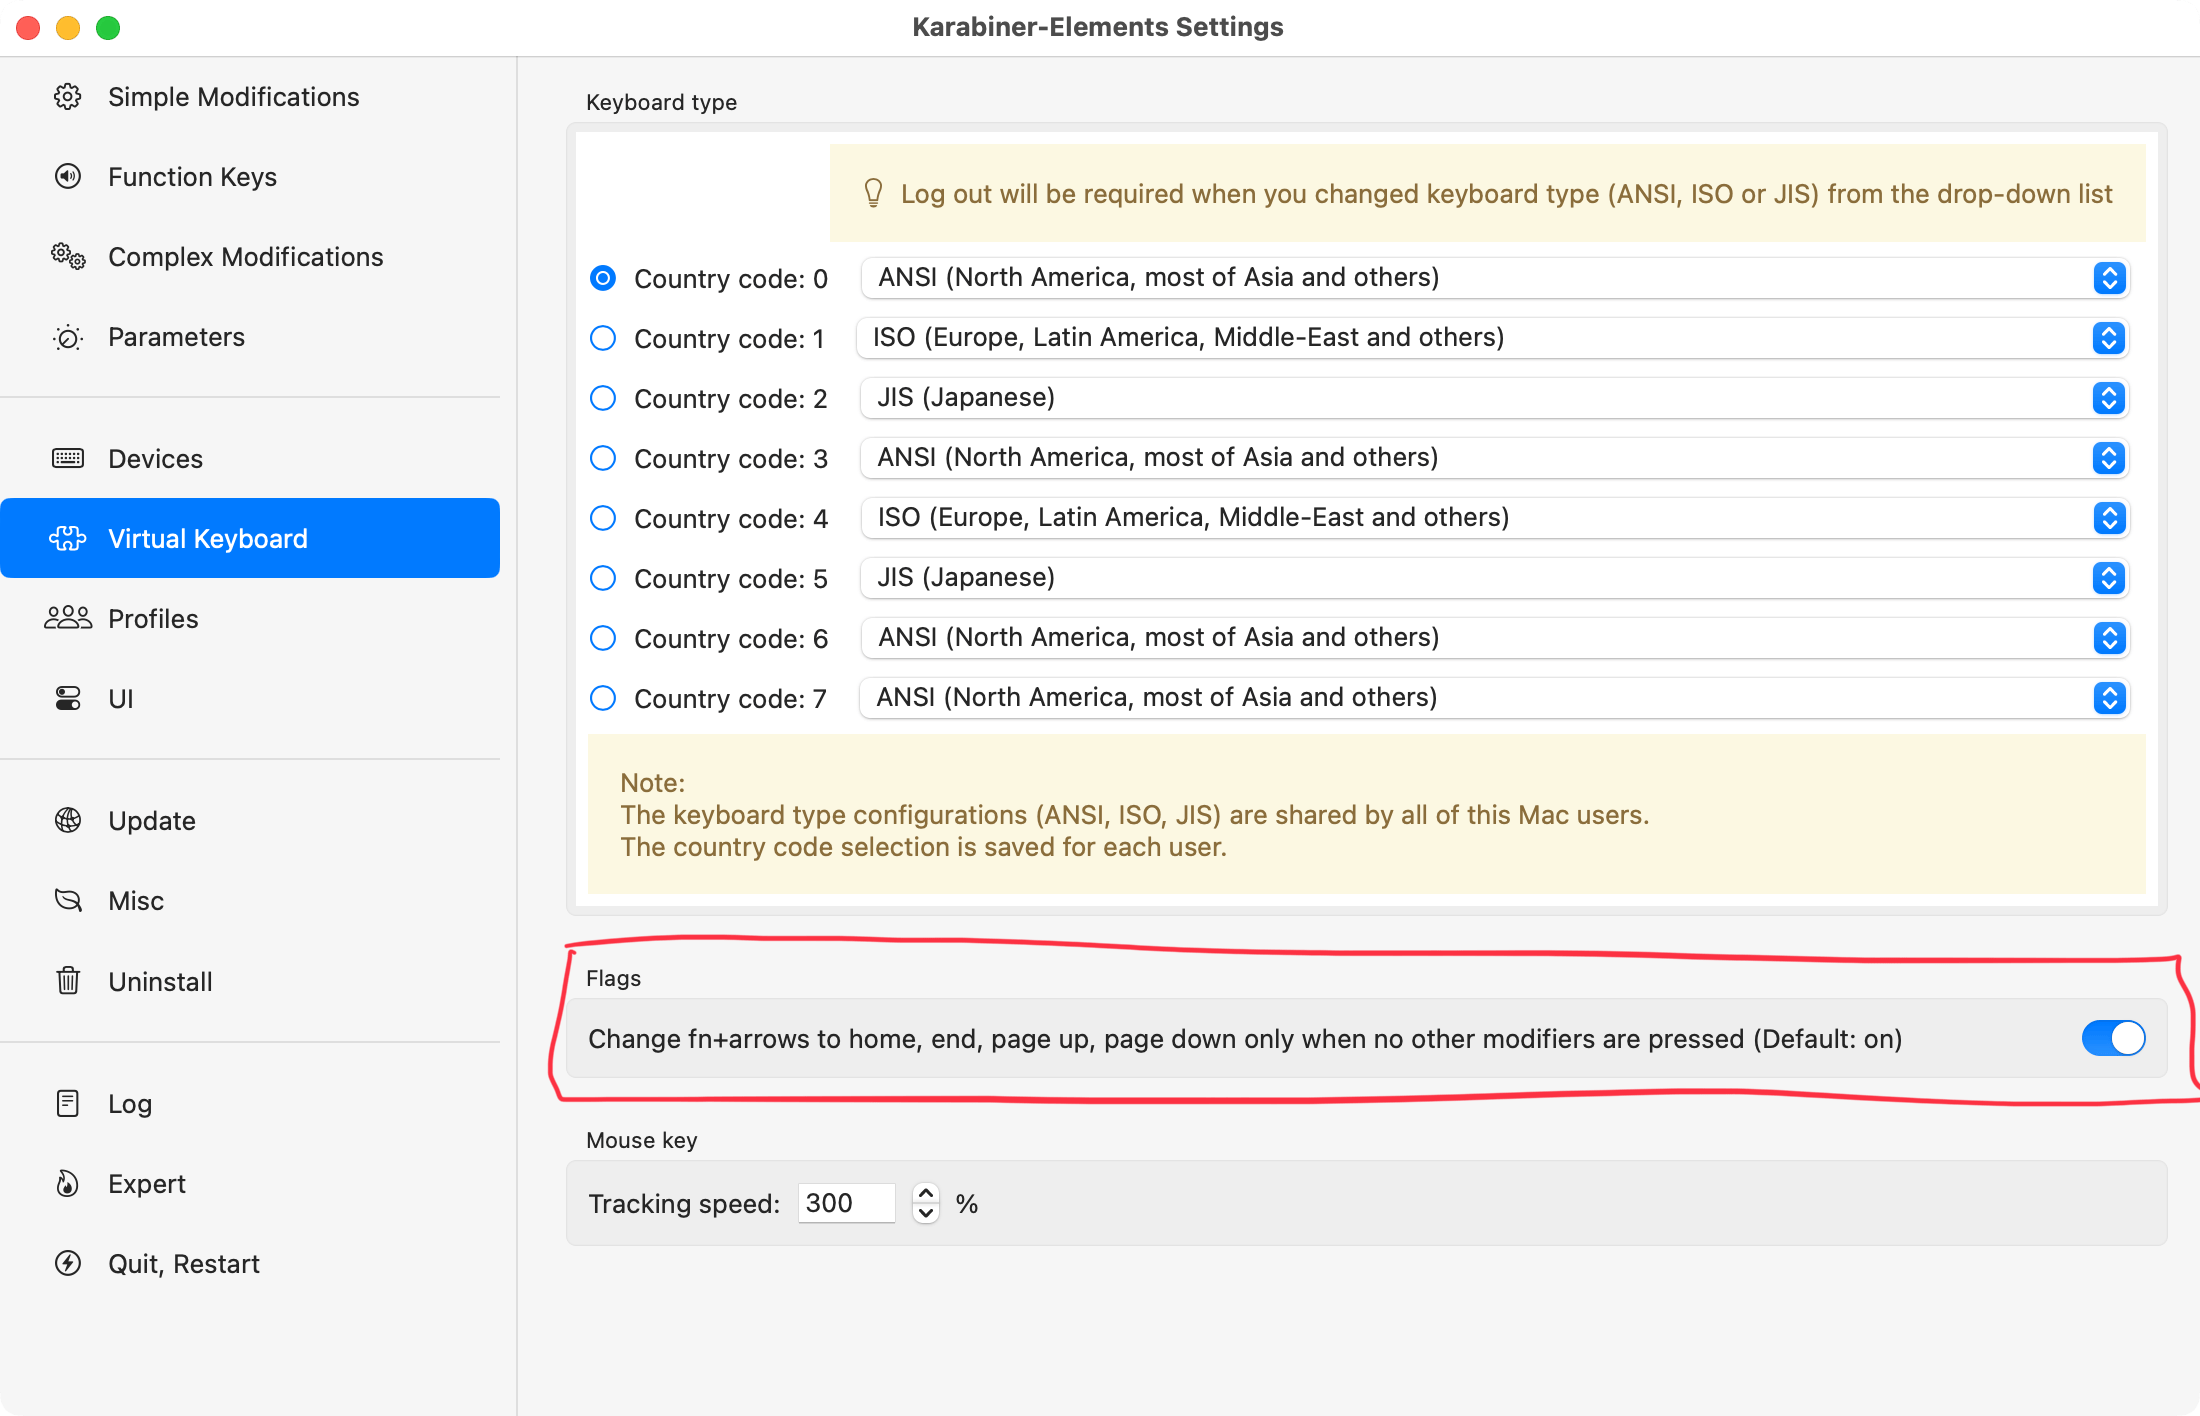 Karabiner-Elements Settings
Simple Modifications
Function Keys
Complex Modifications
Parameters
Devices
Virtual Keyboard
Profiles
UI
Update
Misc
Uninstall
Log
Expert
Quit, Restart
Keyboard type
Log out will be required when you changed keyboard type (ANSI, ISO or JIS) from the drop-down list
Country code: 0 ANSI (North America, most of Asia and others)
Country code: 1 ISO (Europe, Latin America, Middle-East and others)
Country code: 2 JIS (Japanese)
Country code: 3 ANSI (North America, most of Asia and others)
Country code: 4 ISO (Europe, Latin America, Middle-East and others)
Country code: 5 JIS (Japanese)
Country code: 6 ANSI (North America, most of Asia and others)
Country code: 7 ANSI (North America, most of Asia and others)
Note:
The keyboard type configurations (ANSI, ISO, JIS) are shared by all of this Mac users.
The country code selection is saved for each user.
Flags
Change fn+arrows to home, end, page up, page down only when no other modifiers are pressed (Default: on)
Mouse key
Tracking speed: 300 %